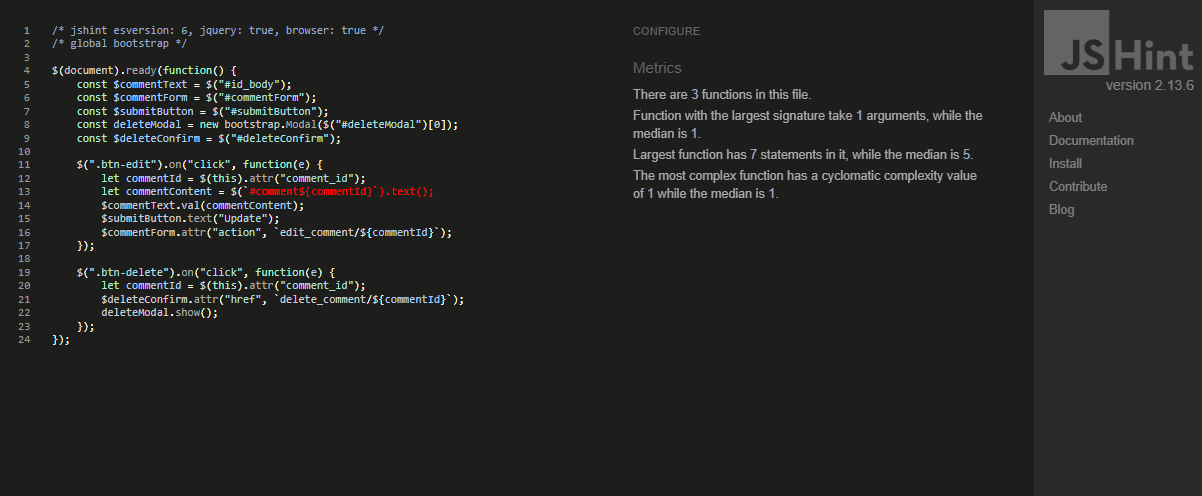 1 /* jshint esversion: 6, jquery: true, browser: true */
2 /* global bootstrap */
3
4 $(document).ready(function() {
5     const $commentText = $("#id_body");
6     const $commentForm = $("#commentForm");
7     const $submitButton = $("#submitButton");
8     const deleteModal = new bootstrap.Modal($("#deleteModal")[0]);
9     const $deleteConfirm = $("#deleteConfirm");
10
11     $(".btn-edit").on("click", function(e) {
12         let commentId = $(this).attr("comment_id");
13         let commentContent = $(`#comment${commentId}`).text();
14         $commentText.val(commentContent);
15         $submitButton.text("Update");
16         $commentForm.attr("action", `edit_comment/${commentId}`);
17     });
18
19     $(".btn-delete").on("click", function(e) {
20         let commentId = $(this).attr("comment_id");
21         $deleteConfirm.attr("href", `delete_comment/${commentId}`);
22         deleteModal.show();
23     });
24 });
CONFIGURE
Metrics
There are 3 functions in this file.
Function with the largest signature take 1 arguments, while the
median is 1.
Largest function has 7 statements in it, while the median is 5.
The most complex function has a cyclomatic complexity value
of 1 while the median is 1.
JSHint
version 2.13.6
About
Documentation
Install
Contribute
Blog